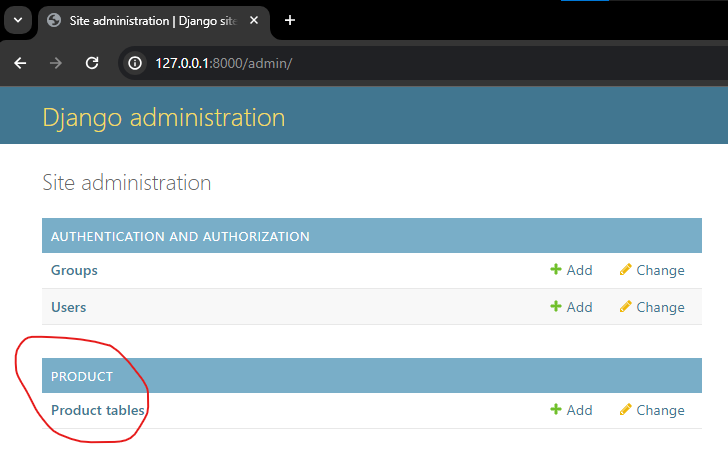 Site administration | Django site
127.0.0.1:8000/admin/
Django administration
Site administration
AUTHENTICATION AND AUTHORIZATION
Groups Add Change
Users Add Change
PRODUCT
Product tables Add Change